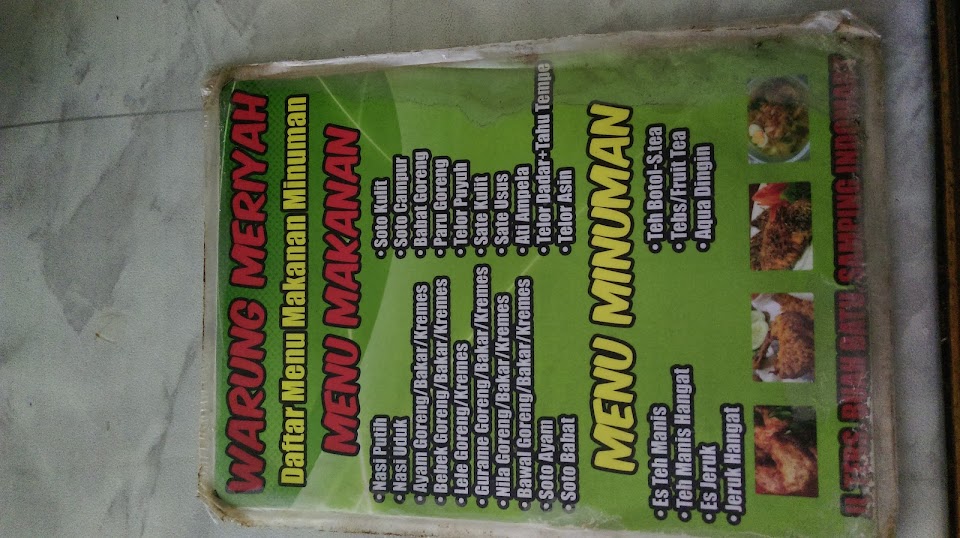 WARUNG MERIYAH
Daftar Menu Makanan Minuman
MENU MAKANAN
• Nasi Putih
• Nasi Uduk
• Ayam Goreng/Bakar/Kremes
• Bebek Goreng/Bakar/Kremes
• Lele Goreng/Kremes
• Gurame Goreng/Bakar/Kremes
• Nila Goreng/Bakar/Kremes
• Bawal Goreng/Bakar/Kremes
• Soto Ayam
• Soto Babat
• Soto Kulit
• Soto Campur
• Babat Goreng
• Paru Goreng
• Telor Puyuh
• Sate Kulit
• Sate Usus
• Ati Ampela
• Telor Dadar+Tahu Tempe
• Telor Asin
MENU MINUMAN
• Es Teh Manis
• Teh Manis Hangat
• Es Jeruk
• Jeruk Hangat
• Teh Botol-S.tea
• Tebs/Fruit Tea
• Aqua Dingin
BATU SAMPING INDOMARET